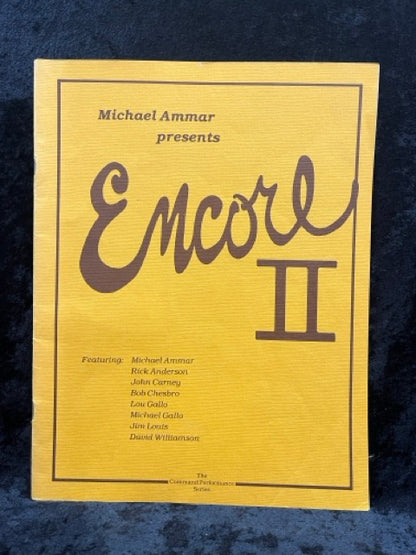 Michael Ammar
presents
Encore
II
Featuring: Michael Ammar
Rick Anderson
John Carney
Bob Chesbro
Lou Gallo
Michael Gallo
Jim Louis
David Williamson
The
Command Performance
Series